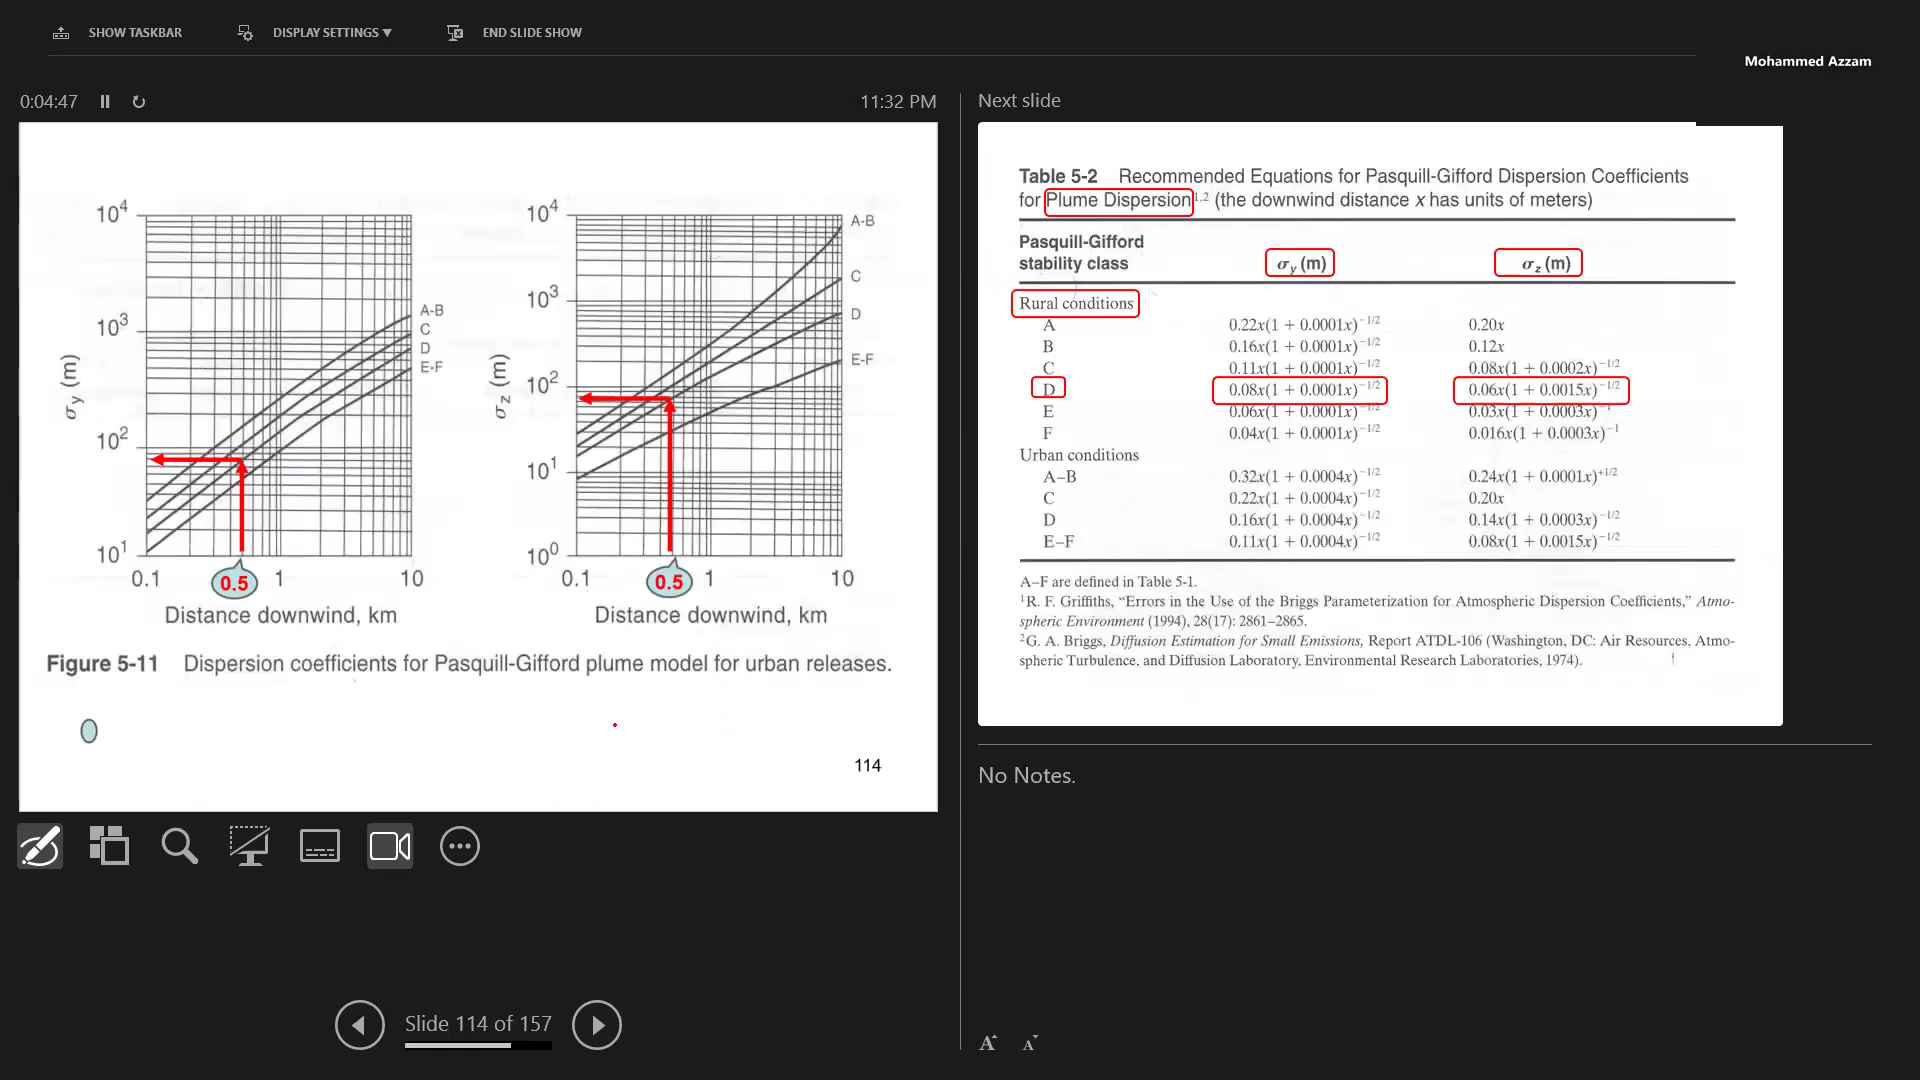 SHOW TASKBAR
DISPLAY SETTINGS ▼
END SLIDE SHOW
Mohammed Azzam
0:04:47
11:32 PM
Next slide
10⁴
10³
10²
10¹
σy (m)
A-B
C
D
E-F
0.1
0.5
1
10
Distance downwind, km
10⁴
10³
10²
10¹
10⁰
σz (m)
A-B
C
D
E-F
0.1
0.5
1
10
Distance downwind, km
Figure 5-11 Dispersion coefficients for Pasquill-Gifford plume model for urban releases.
114
Table 5-2 Recommended Equations for Pasquill-Gifford Dispersion Coefficients
for Plume Dispersion¹,² (the downwind distance x has units of meters)
Pasquill-Gifford
stability class σy (m) σz (m)
Rural conditions
A 0.22x(1 + 0.0001x)⁻¹/² 0.20x
B 0.16x(1 + 0.0001x)⁻¹/² 0.12x
C 0.11x(1 + 0.0001x)⁻¹/² 0.08x(1 + 0.0002x)⁻¹/²
D 0.08x(1 + 0.0001x)⁻¹/² 0.06x(1 + 0.0015x)⁻¹/²
E 0.06x(1 + 0.0001x)⁻¹/² 0.03x(1 + 0.0003x)⁻¹
F 0.04x(1 + 0.0001x)⁻¹/² 0.016x(1 + 0.0003x)⁻¹
Urban conditions
A–B 0.32x(1 + 0.0004x)⁻¹/² 0.24x(1 + 0.0001x)⁺¹/²
C 0.22x(1 + 0.0004x)⁻¹/² 0.20x
D 0.16x(1 + 0.0004x)⁻¹/² 0.14x(1 + 0.0003x)⁻¹/²
E–F 0.11x(1 + 0.0004x)⁻¹/² 0.08x(1 + 0.0015x)⁻¹/²
A–F are defined in Table 5-1.
¹R. F. Griffiths, “Errors in the Use of the Briggs Parameterization for Atmospheric Dispersion Coefficients,” Atmo-
spheric Environment (1994), 28(17): 2861–2865.
²G. A. Briggs, Diffusion Estimation for Small Emissions, Report ATDL-106 (Washington, DC: Air Resources, Atmo-
spheric Turbulence, and Diffusion Laboratory, Environmental Research Laboratories, 1974).
No Notes.
Slide 114 of 157
A A